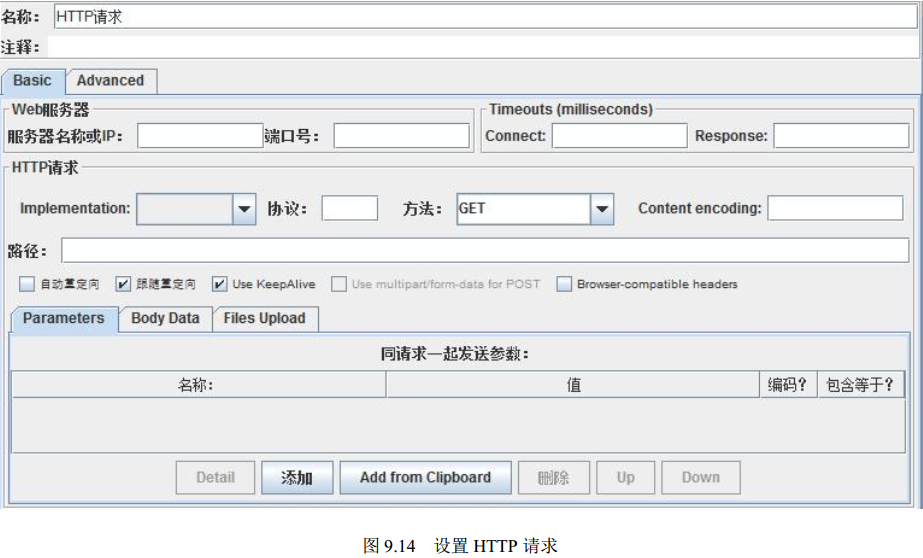 名称： HTTP请求
注释：
Basic Advanced
Web服务器 Timeouts (milliseconds)
服务器名称或IP： 端口号： Connect: Response:
HTTP请求
Implementation: 协议： 方法： GET Content encoding:
路径：
自动重定向 跟随重定向 Use KeepAlive Use multipart/form-data for POST Browser-compatible headers
Parameters Body Data Files Upload
同请求一起发送参数：
名称: 值 编码? 包含等于?
Detail 添加 Add from Clipboard 删除 Up Down
图 9.14 设置 HTTP 请求